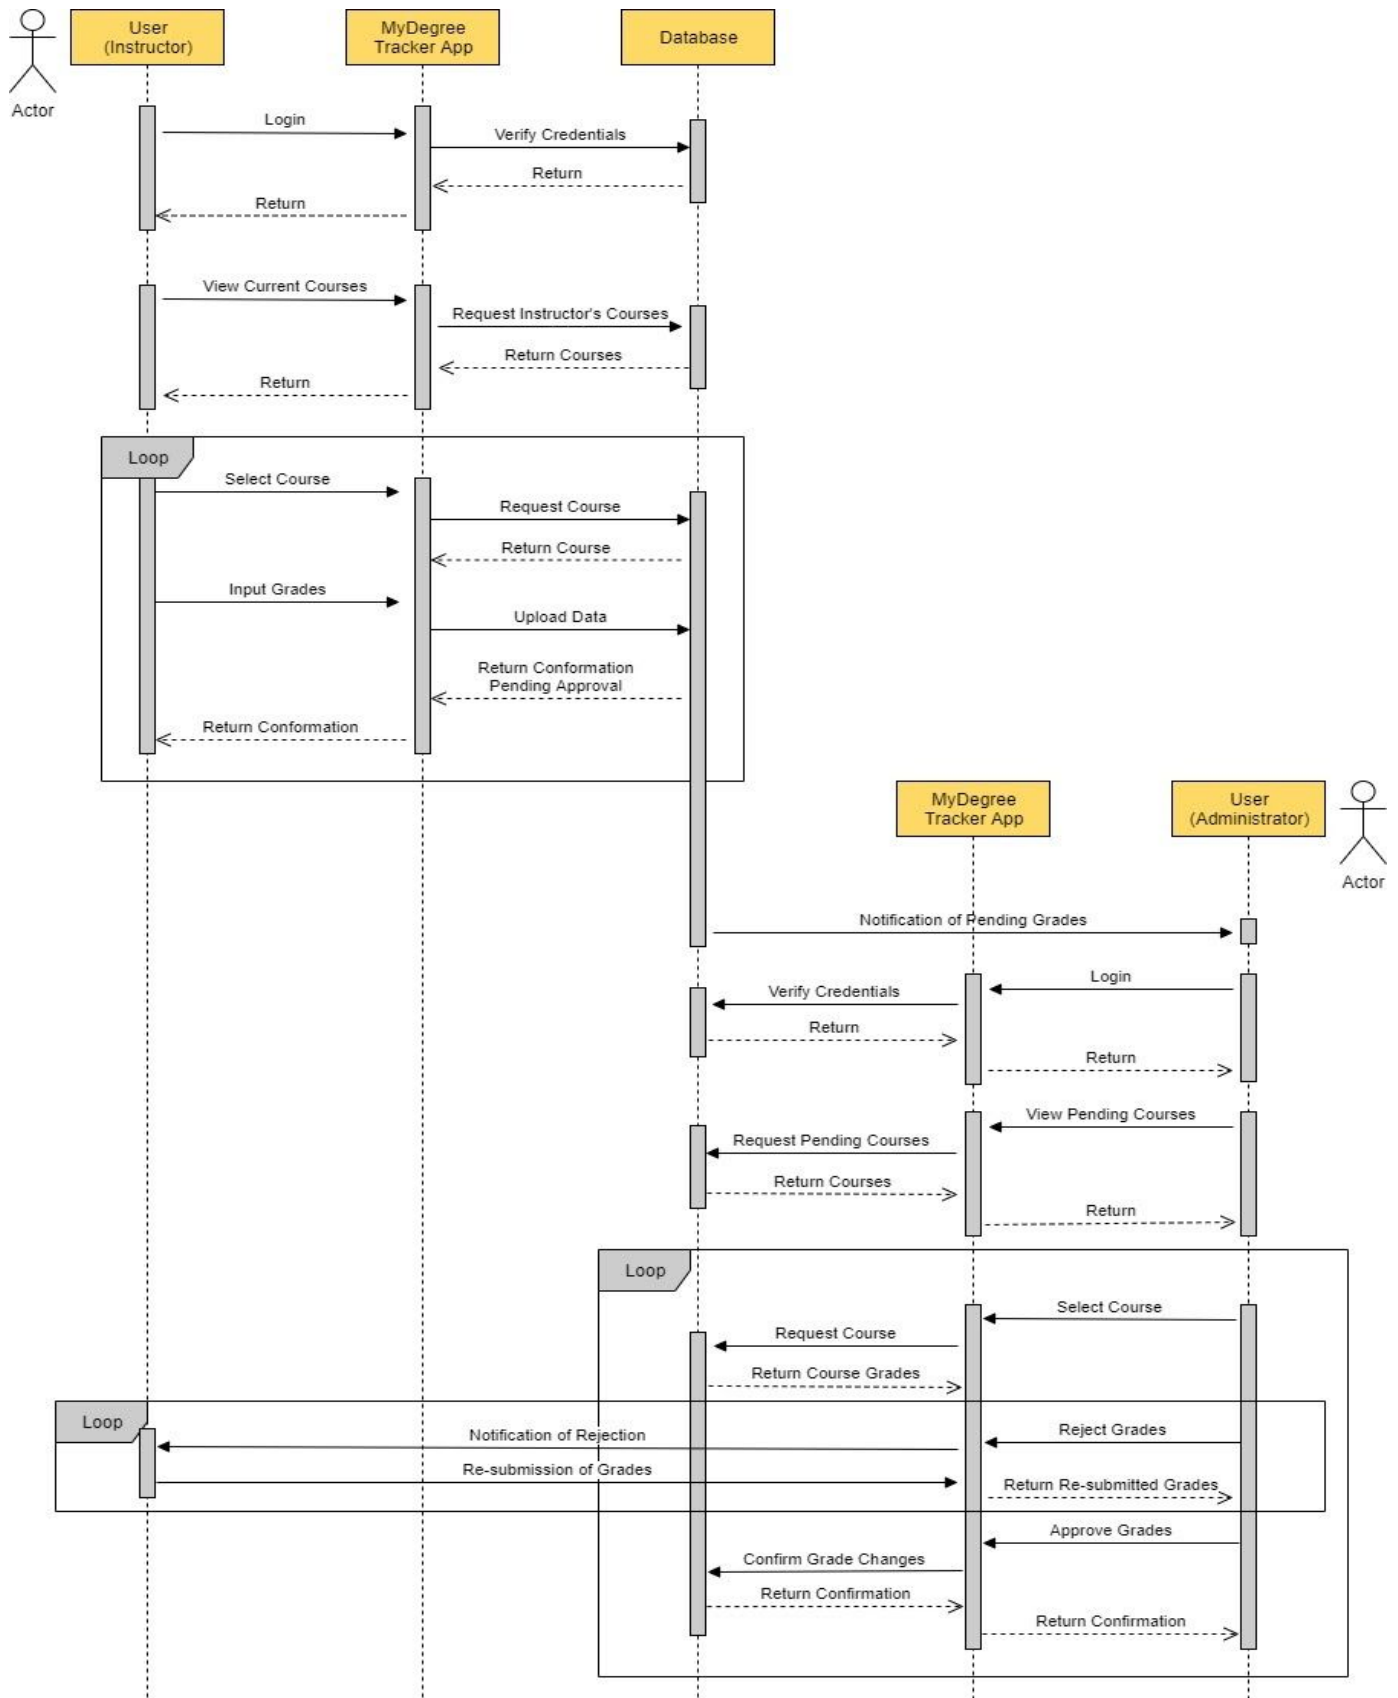 User
(Instructor)
MyDegree
Tracker App
Database
Actor
Login
Verify Credentials
Return
Return
View Current Courses
Request Instructor's Courses
Return Courses
Return
Loop
Select Course
Request Course
Return Course
Input Grades
Upload Data
Return Conformation
Pending Approval
Return Conformation
MyDegree
Tracker App
User
(Administrator)
Actor
Notification of Pending Grades
Login
Verify Credentials
Return
Return
View Pending Courses
Request Pending Courses
Return Courses
Return
Loop
Select Course
Request Course
Return Course Grades
Loop
Reject Grades
Notification of Rejection
Re-submission of Grades
Return Re-submitted Grades
Approve Grades
Confirm Grade Changes
Return Confirmation
Return Confirmation